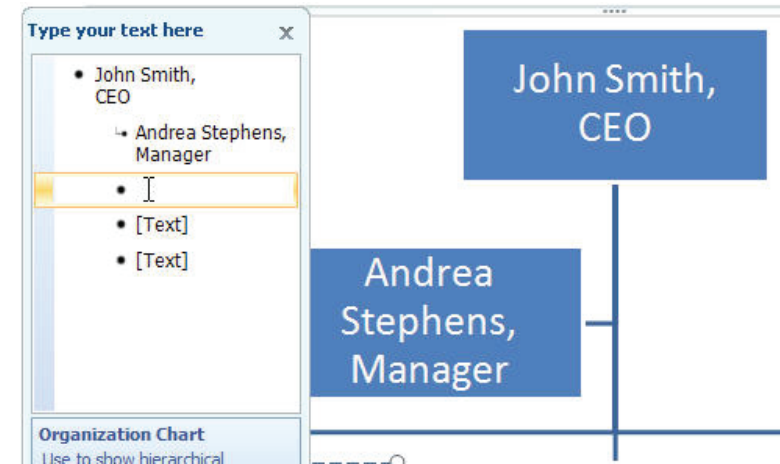 Type your text here
John Smith,
CEO
Andrea Stephens,
Manager
[Text]
[Text]
Organization Chart
Use to show hierarchical
John Smith,
CEO
Andrea
Stephens,
Manager